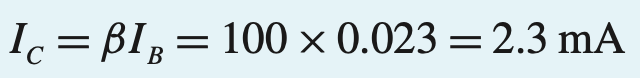 I_C = βI_B = 100 × 0.023 = 2.3 mA